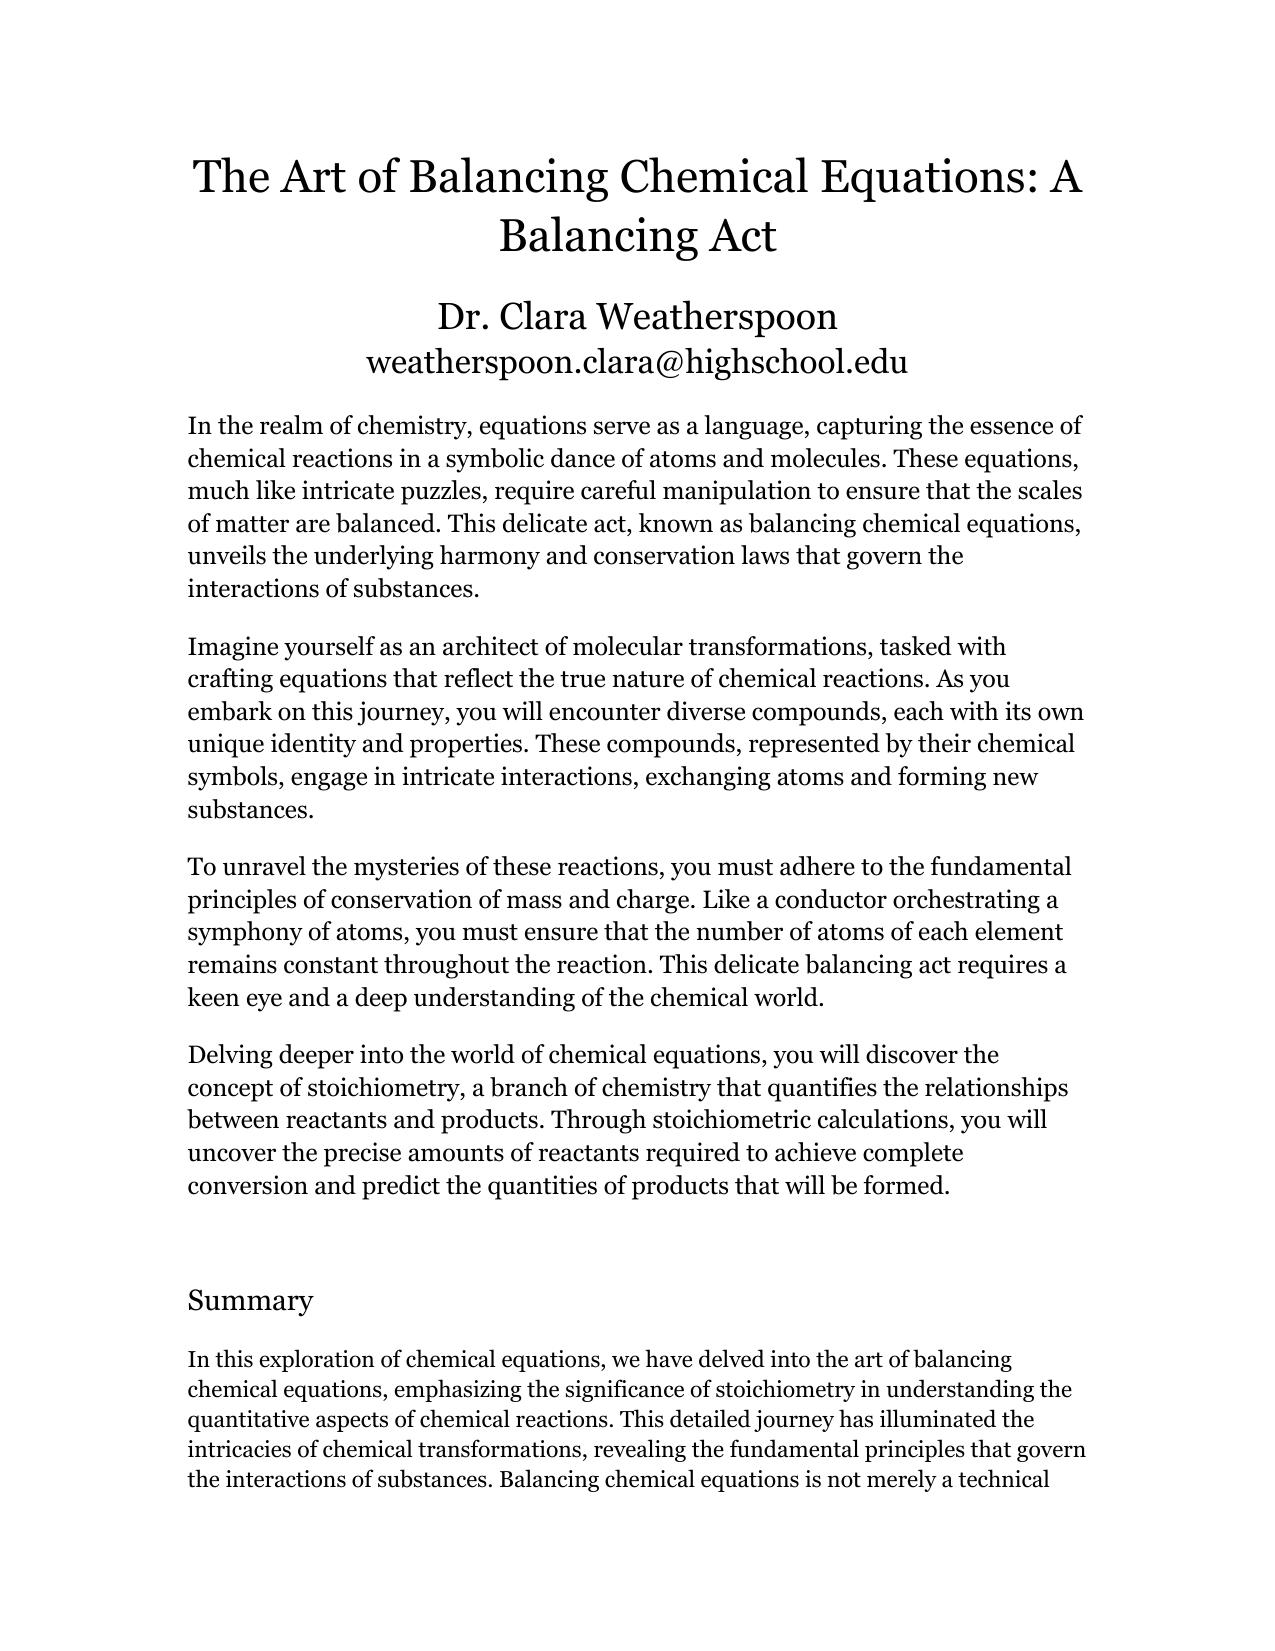 The Art of Balancing Chemical Equations: A
Balancing Act
Dr. Clara Weatherspoon
weatherspoon.clara@highschool.edu
In the realm of chemistry, equations serve as a language, capturing the essence of
chemical reactions in a symbolic dance of atoms and molecules. These equations,
much like intricate puzzles, require careful manipulation to ensure that the scales
of matter are balanced. This delicate act, known as balancing chemical equations,
unveils the underlying harmony and conservation laws that govern the
interactions of substances.
Imagine yourself as an architect of molecular transformations, tasked with
crafting equations that reflect the true nature of chemical reactions. As you
embark on this journey, you will encounter diverse compounds, each with its own
unique identity and properties. These compounds, represented by their chemical
symbols, engage in intricate interactions, exchanging atoms and forming new
substances.
To unravel the mysteries of these reactions, you must adhere to the fundamental
principles of conservation of mass and charge. Like a conductor orchestrating a
symphony of atoms, you must ensure that the number of atoms of each element
remains constant throughout the reaction. This delicate balancing act requires a
keen eye and a deep understanding of the chemical world.
Delving deeper into the world of chemical equations, you will discover the
concept of stoichiometry, a branch of chemistry that quantifies the relationships
between reactants and products. Through stoichiometric calculations, you will
uncover the precise amounts of reactants required to achieve complete
conversion and predict the quantities of products that will be formed.
Summary
In this exploration of chemical equations, we have delved into the art of balancing
chemical equations, emphasizing the significance of stoichiometry in understanding the
quantitative aspects of chemical reactions. This detailed journey has illuminated the
intricacies of chemical transformations, revealing the fundamental principles that govern
the interactions of substances. Balancing chemical equations is not merely a technical